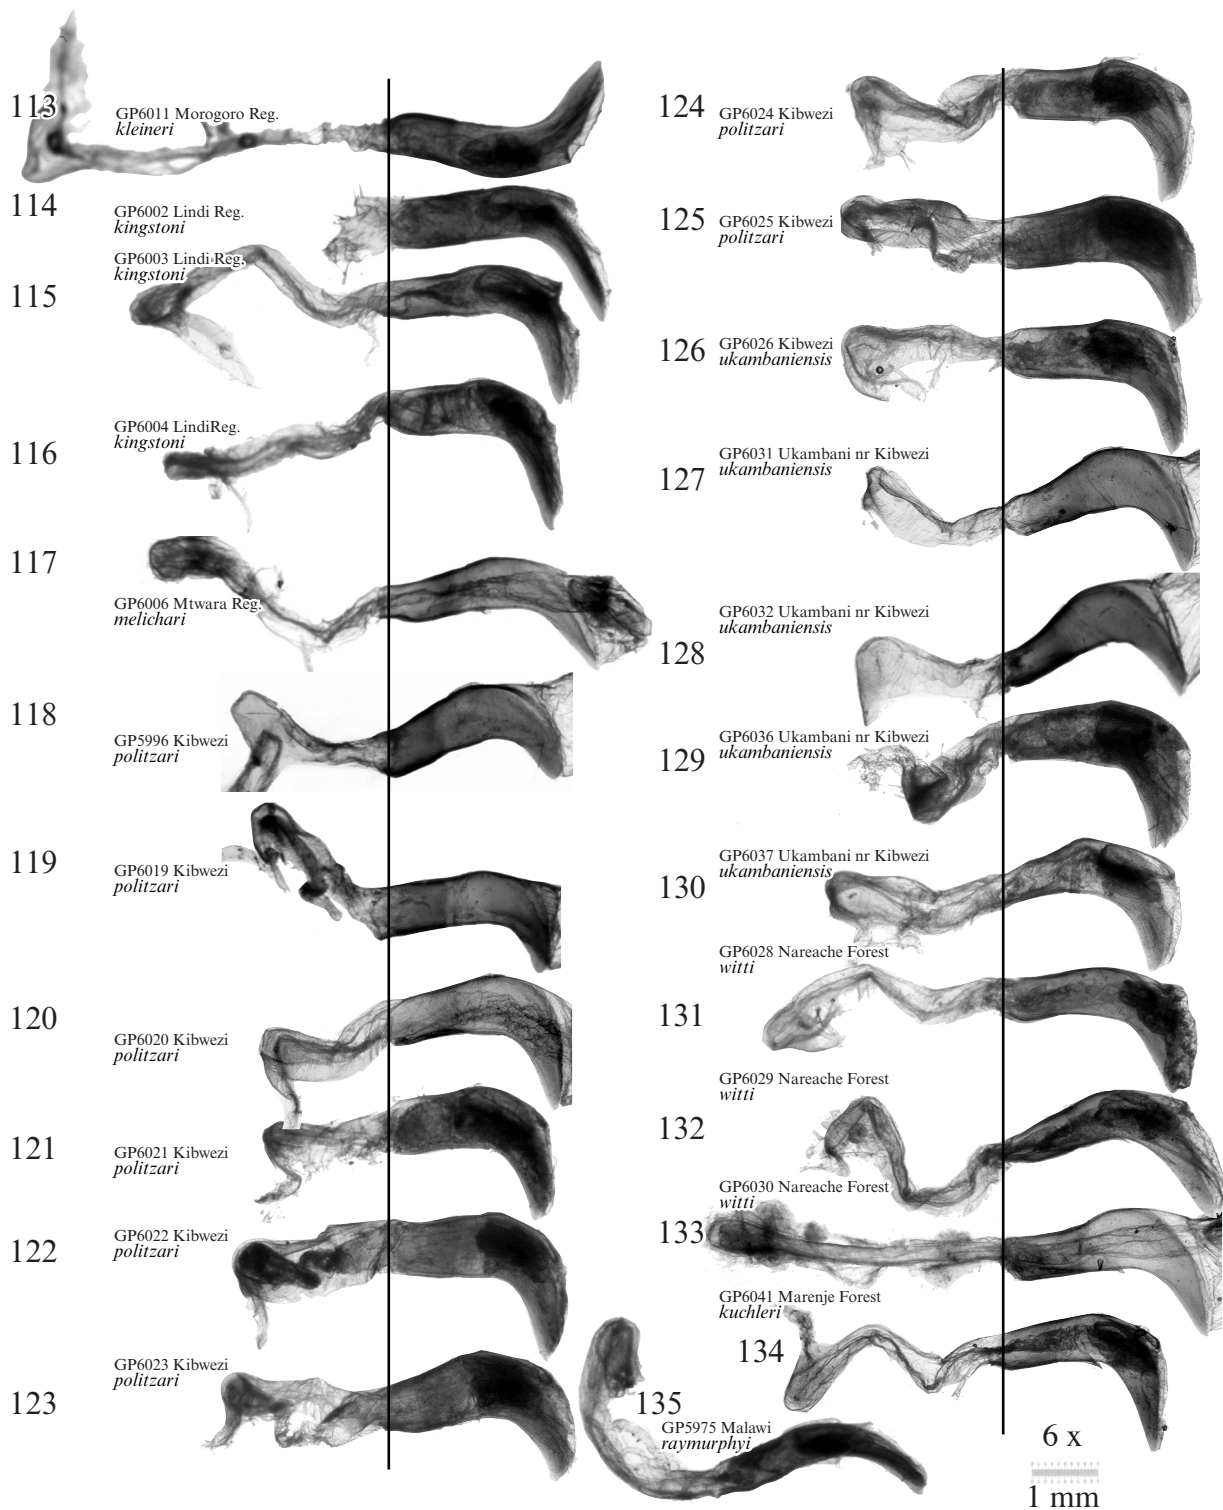 113
GP6011 Morogoro Reg.
kleineri
114
GP6002 Lindi Reg.
kingstoni
GP6003 Lindi Reg.
kingstoni
115
GP6004 LindiReg.
kingstoni
116
117
GP6006 Mtwara Reg.
melichari
118
GP5996 Kibwezi
politzari
119
GP6019 Kibwezi
politzari
120
GP6020 Kibwezi
politzari
121
GP6021 Kibwezi
politzari
122
GP6022 Kibwezi
politzari
GP6023 Kibwezi
politzari
123
124
GP6024 Kibwezi
politzari
125
GP6025 Kibwezi
politzari
126
GP6026 Kibwezi
ukambaniensis
GP6031 Ukambani nr Kibwezi
ukambaniensis
127
GP6032 Ukambani nr Kibwezi
ukambaniensis
128
GP6036 Ukambani nr Kibwezi
ukambaniensis
129
GP6037 Ukambani nr Kibwezi
ukambaniensis
130
GP6028 Nareache Forest
witti
131
GP6029 Nareache Forest
witti
132
GP6030 Nareache Forest
witti
133
GP6041 Marenje Forest
kuchleri
134
135
GP5975 Malawi
raymurphyi
6 x
1 mm